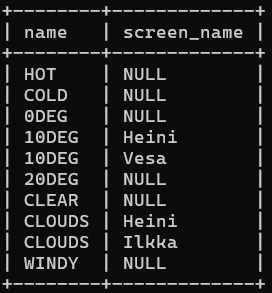 +--------+-------------+
| name   | screen_name |
+--------+-------------+
| HOT    | NULL        |
| COLD   | NULL        |
| 0DEG   | NULL        |
| 10DEG  | Heini       |
| 10DEG  | Vesa        |
| 20DEG  | NULL        |
| CLEAR  | NULL        |
| CLOUDS | Heini       |
| CLOUDS | Ilkka       |
| WINDY  | NULL        |
+--------+-------------+